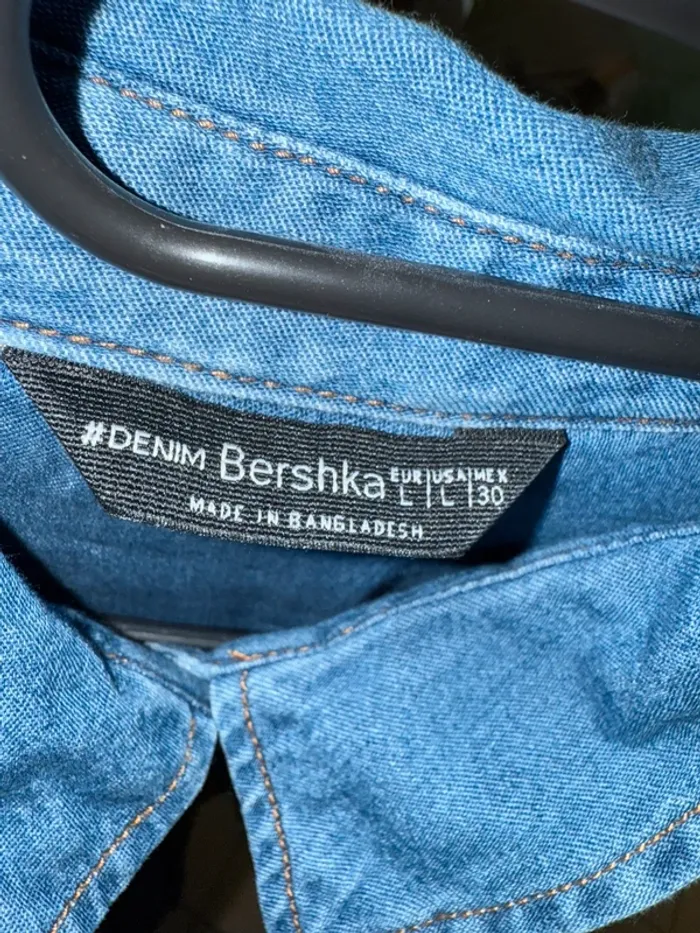 #DENIM Bershka EUR L | USA L | MEX 30
MADE IN BANGLADESH